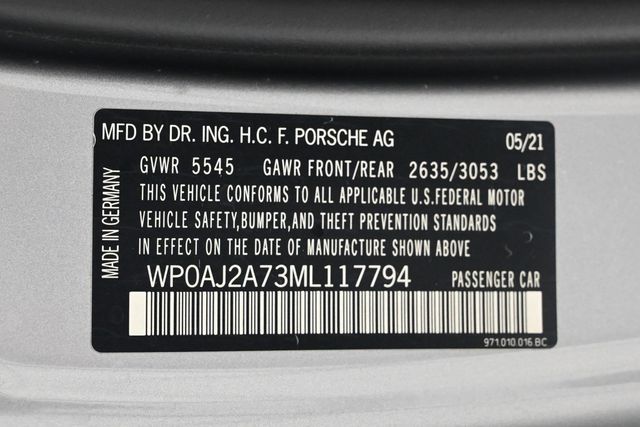 MFD BY DR. ING. H.C. F. PORSCHE AG 05/21
GVWR 5545 GAWR FRONT/REAR 2635/3053 LBS
THIS VEHICLE CONFORMS TO ALL APPLICABLE U.S.FEDERAL MOTOR
VEHICLE SAFETY,BUMPER,AND THEFT PREVENTION STANDARDS
IN EFFECT ON THE DATE OF MANUFACTURE SHOWN ABOVE.
WP0AJ2A73ML117794 PASSENGER CAR
971.010.016 BC
MADE IN GERMANY